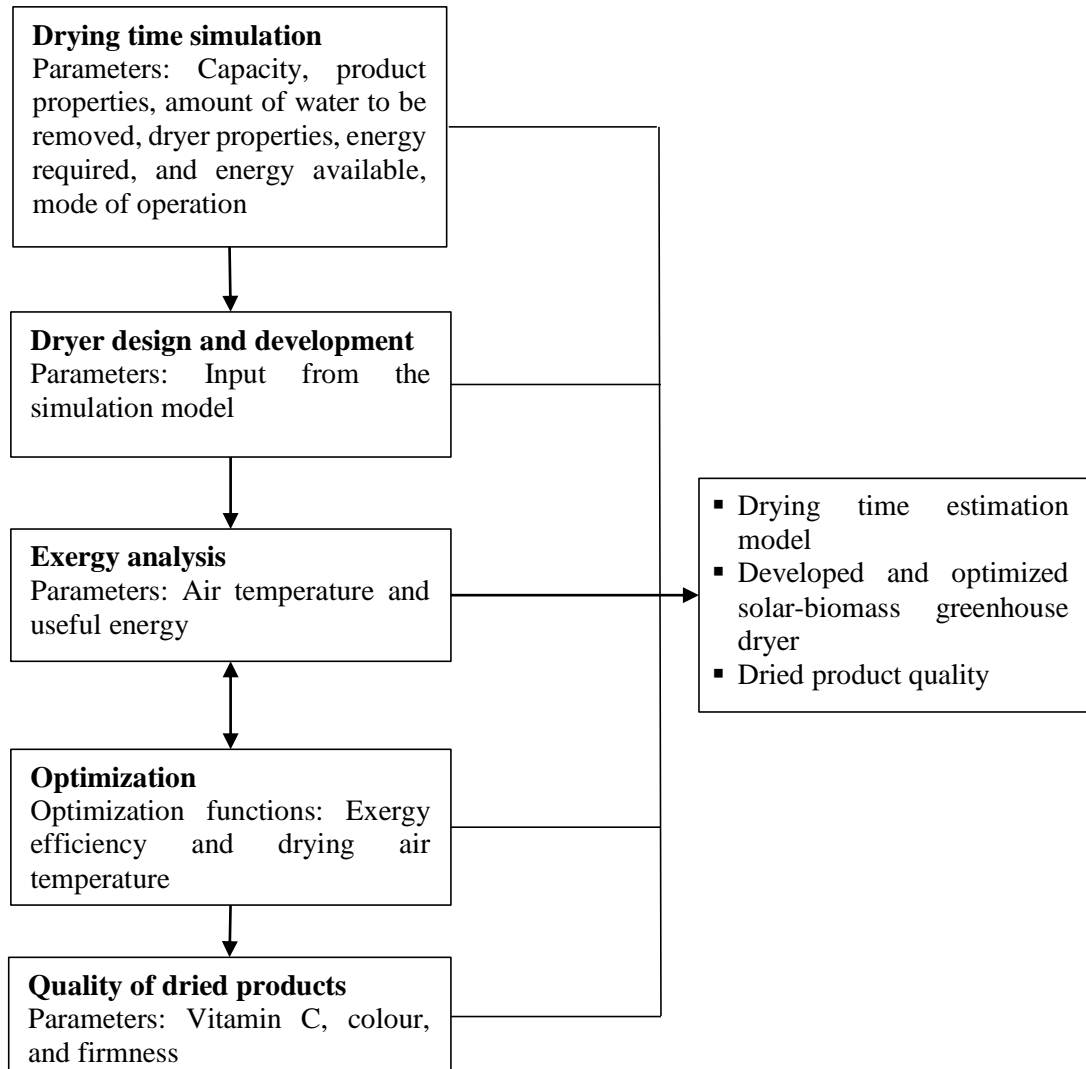 Drying time simulation
Parameters: Capacity, product
properties, amount of water to be
removed, dryer properties, energy
required, and energy available,
mode of operation
Dryer design and development
Parameters: Input from the
simulation model
Exergy analysis
Parameters: Air temperature and
useful energy
Optimization
Optimization functions: Exergy
efficiency and drying air
temperature
Quality of dried products
Parameters: Vitamin C, colour,
and firmness
▪ Drying time estimation
model
▪ Developed and optimized
solar-biomass greenhouse
dryer
▪ Dried product quality